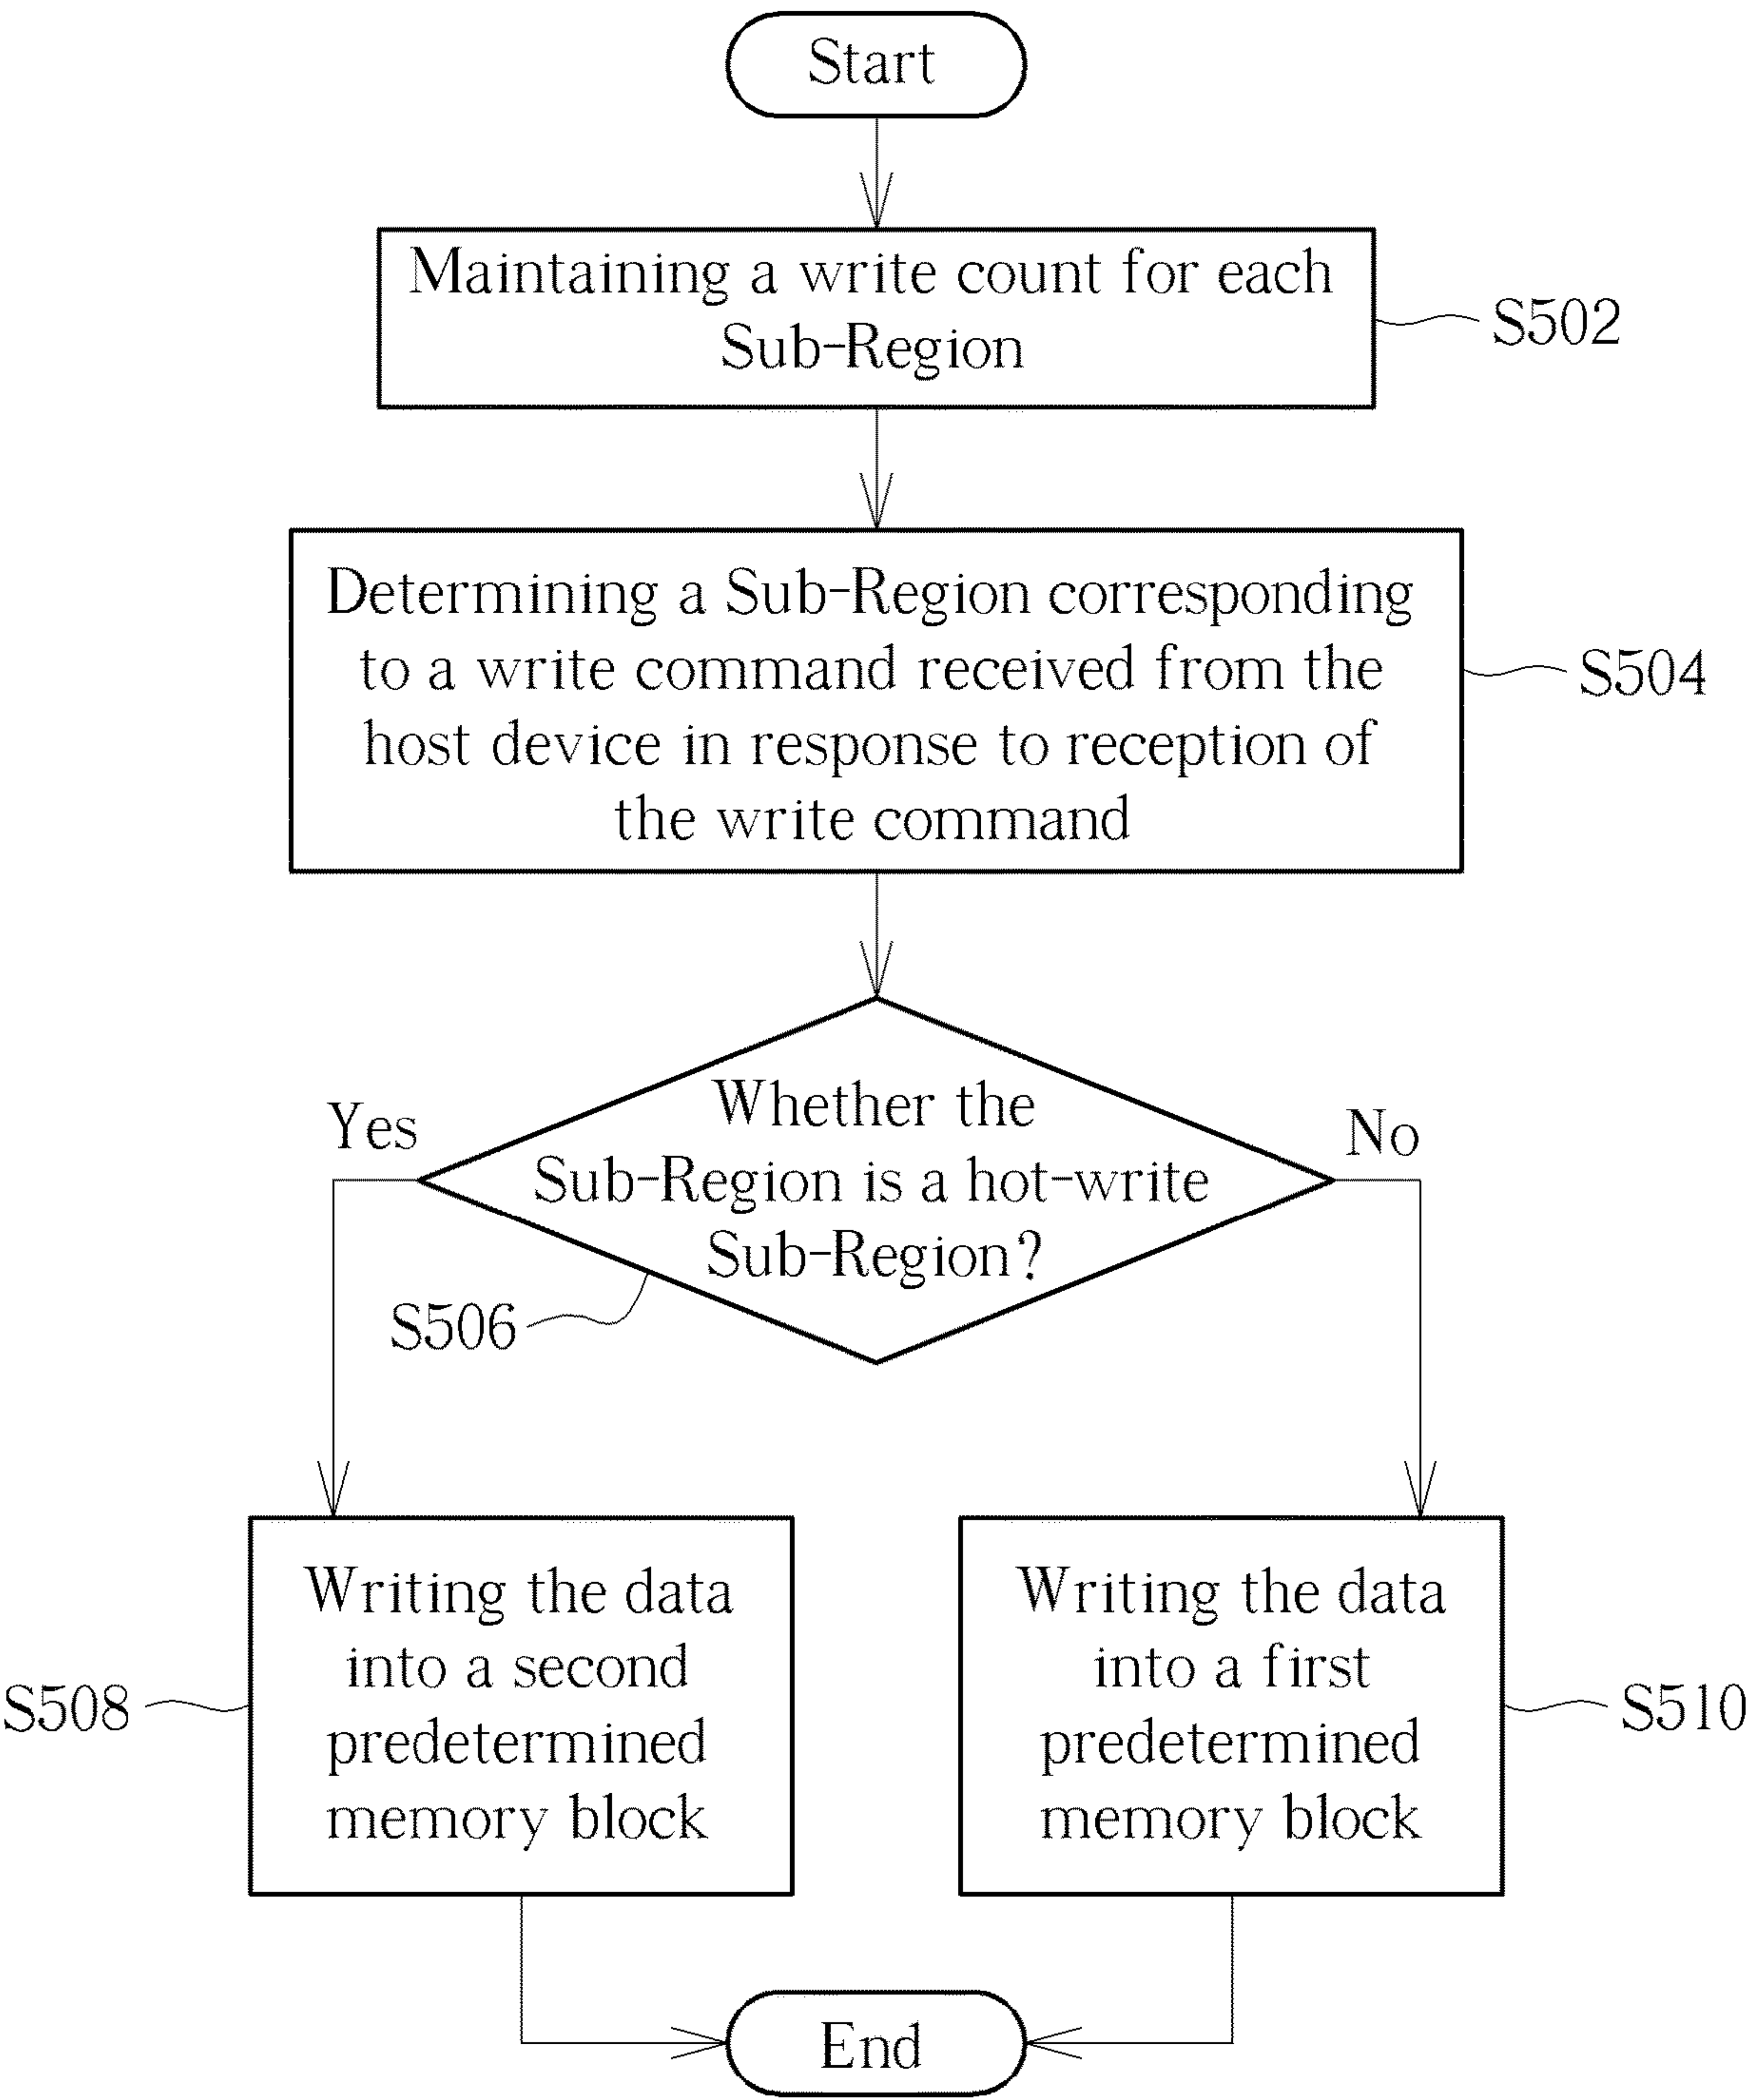 Start
Maintaining a write count for each
Sub-Region
S502
Determining a Sub-Region corresponding
to a write command received from the
host device in response to reception of
the write command
S504
Whether the
Sub-Region is a hot-write
Sub-Region?
Yes
No
S506
Writing the data
into a second
predetermined
memory block
S508
Writing the data
into a first
predetermined
memory block
S510
End